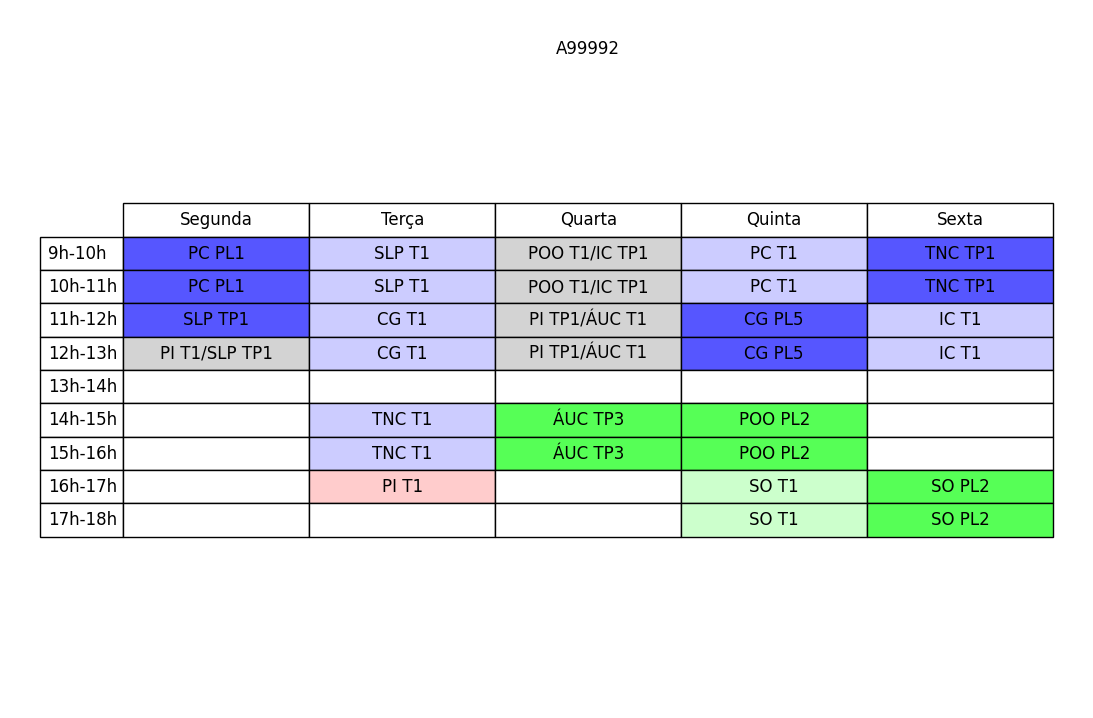 A99992
Segunda Terça Quarta Quinta Sexta
9h-10h PC PL1 SLP T1 POO T1/IC TP1 PC T1 TNC TP1
10h-11h PC PL1 SLP T1 POO T1/IC TP1 PC T1 TNC TP1
11h-12h SLP TP1 CG T1 PI TP1/ÁUC T1 CG PL5 IC T1
12h-13h PI T1/SLP TP1 CG T1 PI TP1/ÁUC T1 CG PL5 IC T1
13h-14h
14h-15h TNC T1 ÁUC TP3 POO PL2
15h-16h TNC T1 ÁUC TP3 POO PL2
16h-17h PI T1 SO T1 SO PL2
17h-18h SO T1 SO PL2